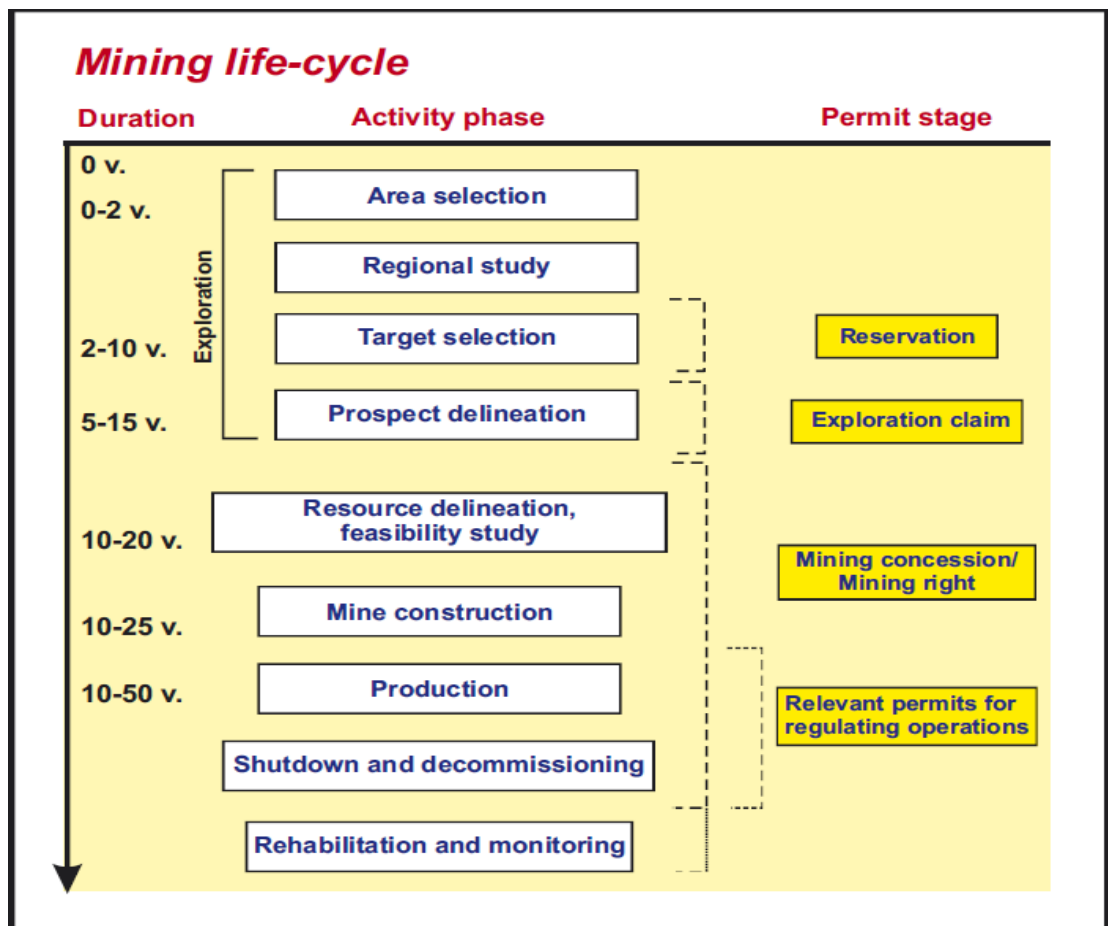 Mining life-cycle
Duration
Activity phase
Permit stage
0 v.
0-2 v.
Exploration
Area selection
Regional study
2-10 v.
Target selection
Reservation
5-15 v.
Prospect delineation
Exploration claim
10-20 v.
Resource delineation,
feasibility study
Mining concession/
Mining right
10-25 v.
Mine construction
10-50 v.
Production
Relevant permits for
regulating operations
Shutdown and decommissioning
Rehabilitation and monitoring